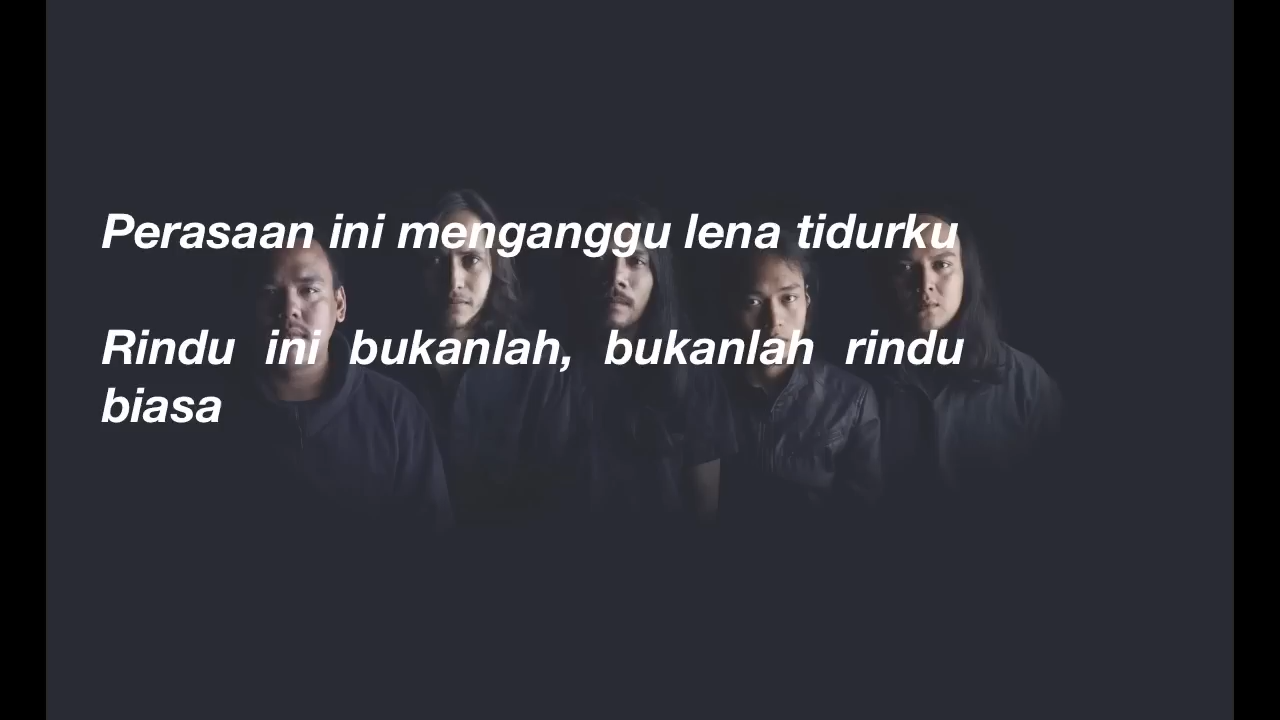 Perasaan ini menganggu lena tidurku
Rindu ini bukanlah, bukanlah rindu
biasa